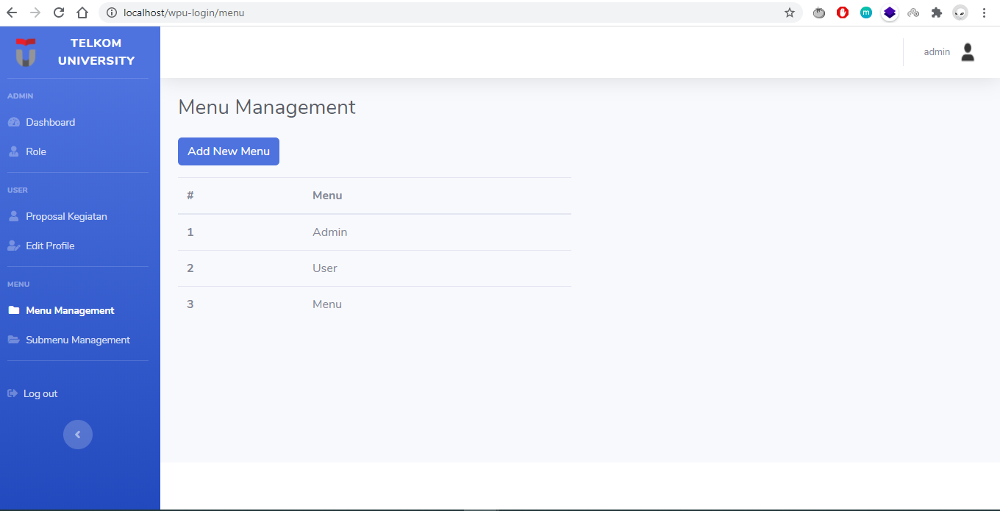 localhost/wpu-login/menu
m
TELKOM
UNIVERSITY
admin
ADMIN
Dashboard
Role
USER
Proposal Kegiatan
Edit Profile
MENU
Menu Management
Submenu Management
Log out
Menu Management
Add New Menu
# Menu
1 Admin
2 User
3 Menu